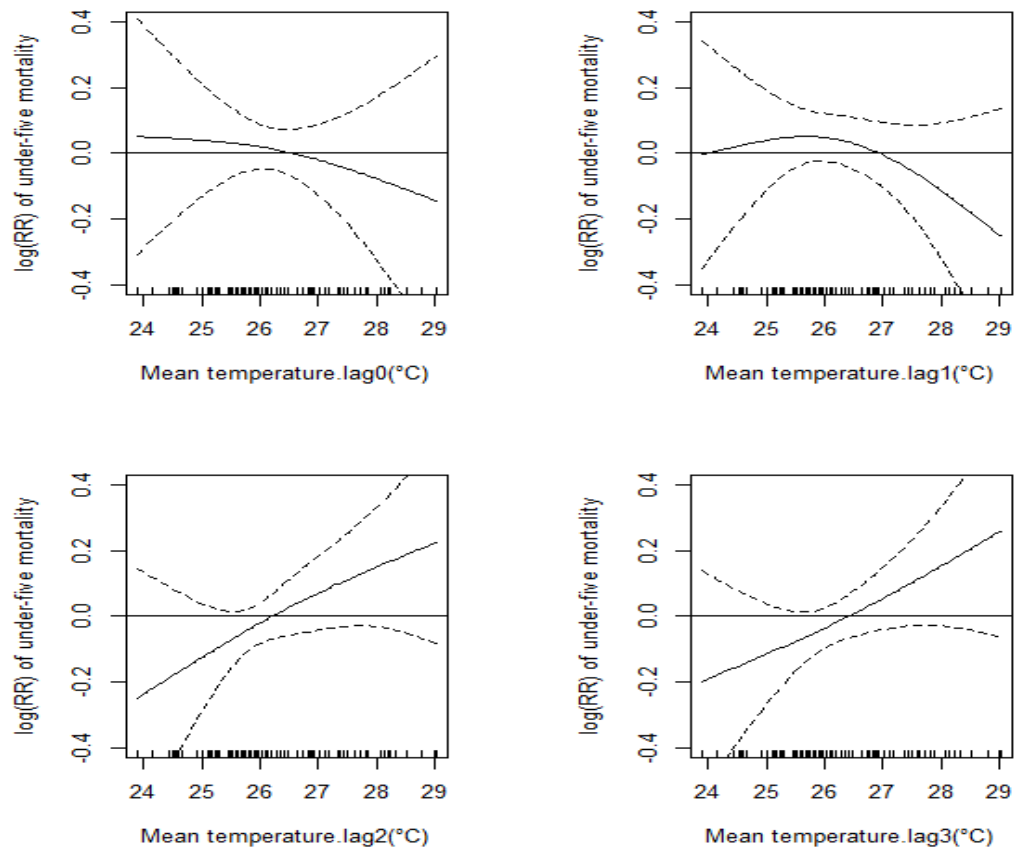 log(RR) of under-five mortality
0.4
0.2
0.0
-0.2
-0.4
24 25 26 27 28 29
Mean temperature.lag0(°C)
log(RR) of under-five mortality
0.4
0.2
0.0
-0.2
-0.4
24 25 26 27 28 29
Mean temperature.lag1(°C)
log(RR) of under-five mortality
0.4
0.2
0.0
-0.2
-0.4
24 25 26 27 28 29
Mean temperature.lag2(°C)
log(RR) of under-five mortality
0.4
0.2
0.0
-0.2
-0.4
24 25 26 27 28 29
Mean temperature.lag3(°C)